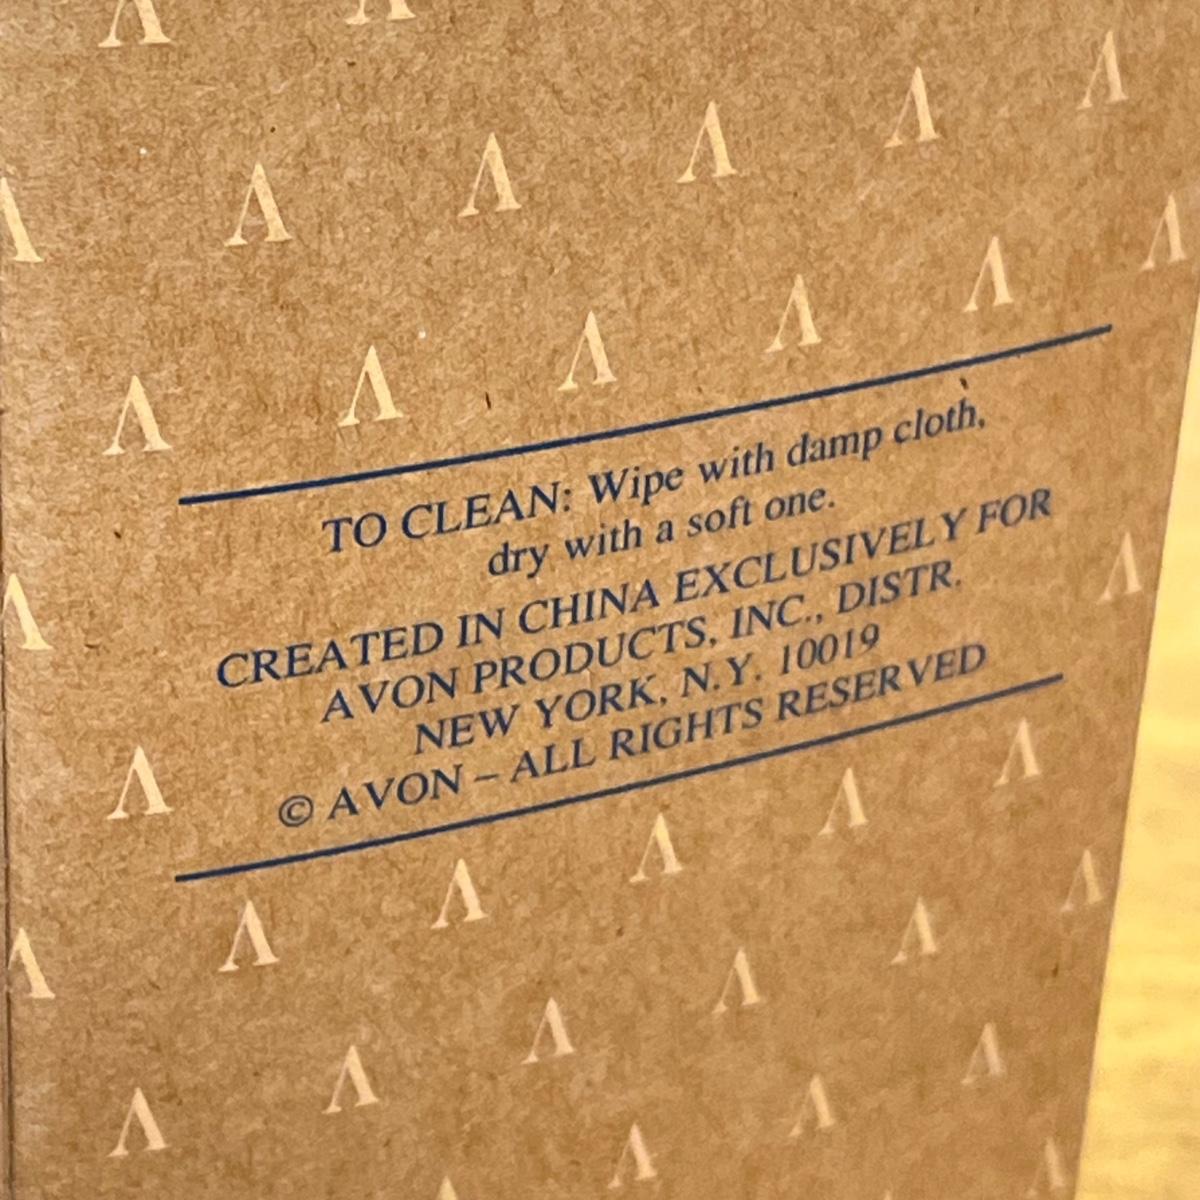 TO CLEAN: Wipe with damp cloth,
dry with a soft one.
CREATED IN CHINA EXCLUSIVELY FOR
AVON PRODUCTS, INC., DISTR.
NEW YORK, N.Y. 10019
© AVON – ALL RIGHTS RESERVED